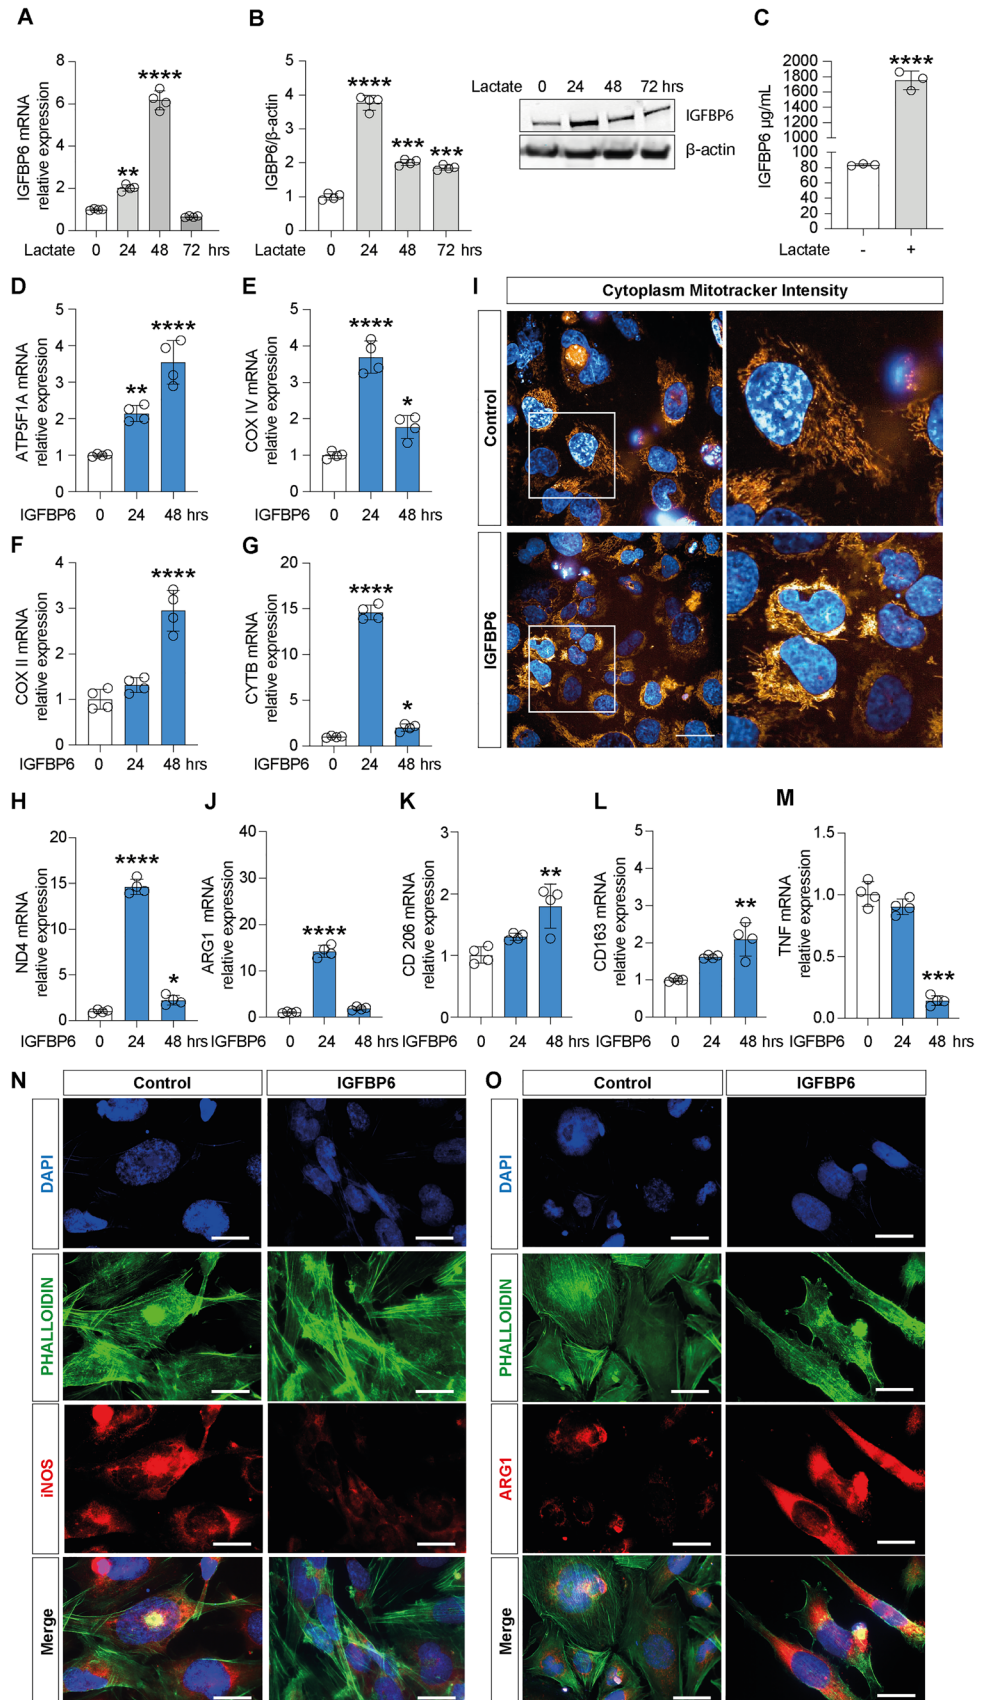 A
IGFBP6 mRNA
relative expression
8
6
4
2
0
**
****
Lactate 0 24 48 72 hrs
B
IGBP6/β-actin
5
4
3
2
1
0
****
***
***
Lactate 0 24 48 72 hrs
Lactate 0 24 48 72 hrs
IGFBP6
β-actin
C
IGFBP6 µg/mL
2000
1800
1600
1400
1200
1000
100
80
60
40
20
0
****
Lactate - +
D
ATP5F1A mRNA
relative expression
5
4
3
2
1
0
**
****
IGFBP6 0 24 48 hrs
E
COX IV mRNA
relative expression
5
4
3
2
1
0
****
*
IGFBP6 0 24 48 hrs
F
COX II mRNA
relative expression
4
3
2
1
0
****
IGFBP6 0 24 48 hrs
G
CYTB mRNA
relative expression
20
15
10
5
0
****
*
IGFBP6 0 24 48 hrs
I
Cytoplasm Mitotracker Intensity
Control
IGFBP6
H
ND4 mRNA
relative expression
20
15
10
5
0
****
*
IGFBP6 0 24 48 hrs
J
ARG1 mRNA
relative expression
40
30
20
10
0
****
IGFBP6 0 24 48 hrs
K
CD 206 mRNA
relative expression
3
2
1
0
**
IGFBP6 0 24 48 hrs
L
CD163 mRNA
relative expression
5
4
3
2
1
0
**
IGFBP6 0 24 48 hrs
M
TNF mRNA
relative expression
1.5
1.0
0.5
0.0
***
IGFBP6 0 24 48 hrs
N
Control IGFBP6
DAPI
PHALLOIDIN
iNOS
Merge
O
Control IGFBP6
DAPI
PHALLOIDIN
ARG1
Merge